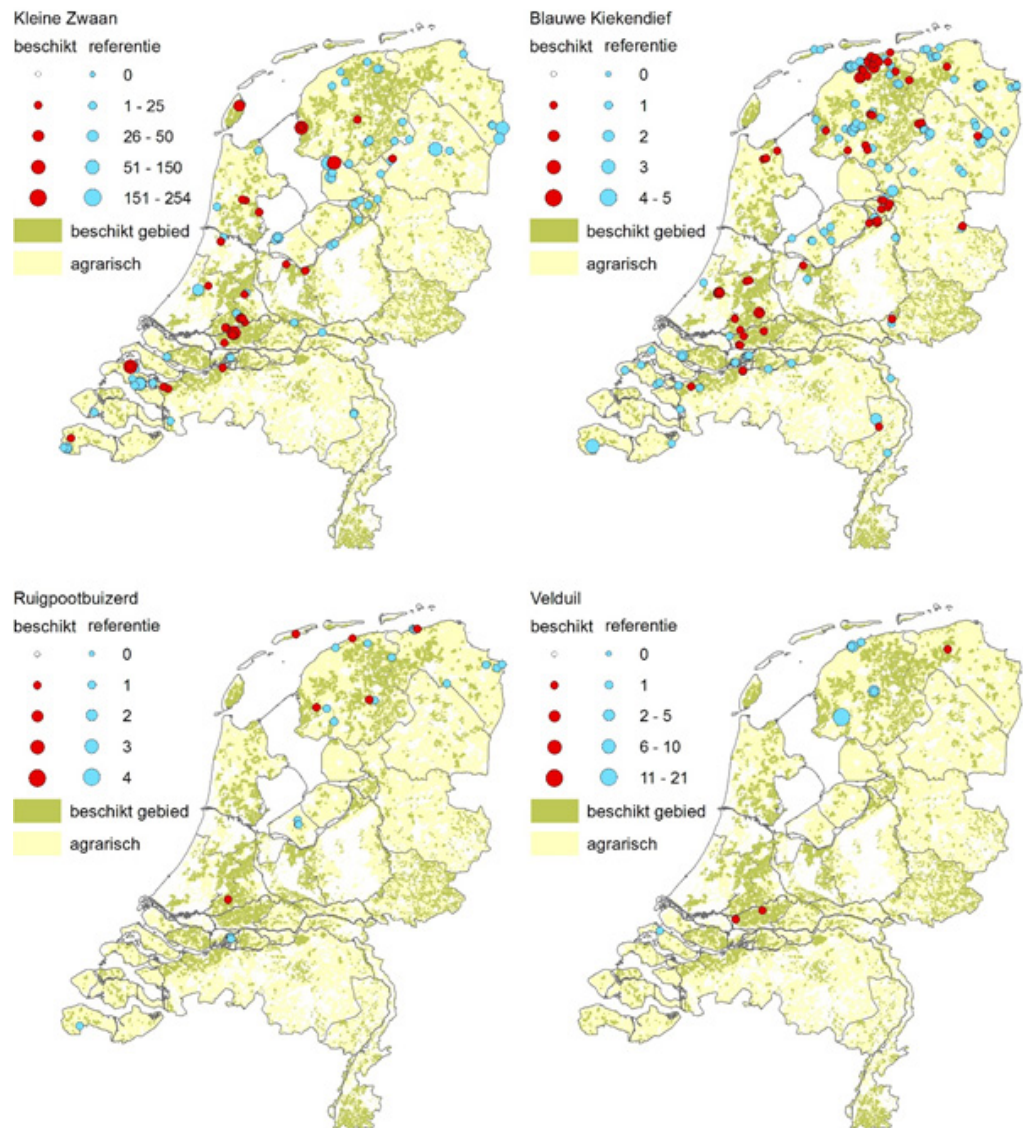 Kleine Zwaan
beschikt referentie
0
1 - 25
26 - 50
51 - 150
151 - 254
beschikt gebied
agrarisch
Blauwe Kiekendief
beschikt referentie
0
1
2
3
4 - 5
beschikt gebied
agrarisch
Ruigpootbuizerd
beschikt referentie
0
1
2
3
4
beschikt gebied
agrarisch
Velduil
beschikt referentie
0
1
2 - 5
6 - 10
11 - 21
beschikt gebied
agrarisch